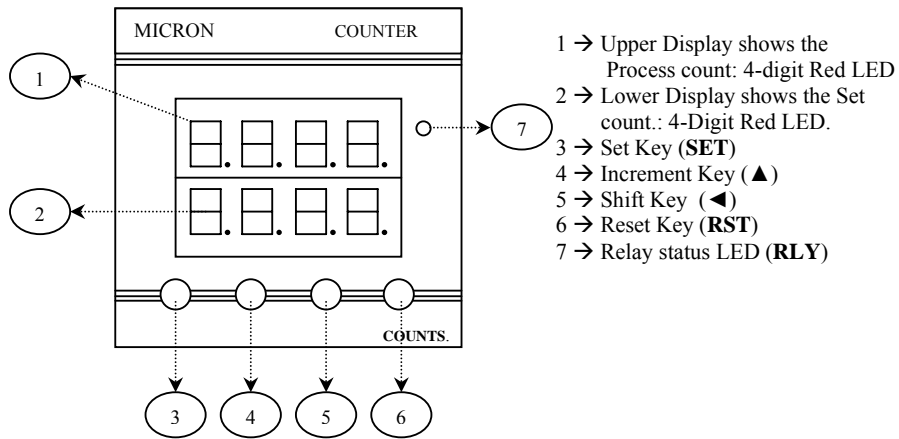 MICRON COUNTER
1
2
7
COUNTS.
3 4 5 6
1 → Upper Display shows the
Process count: 4-digit Red LED
2 → Lower Display shows the Set
count.: 4-Digit Red LED.
3 → Set Key (SET)
4 → Increment Key (▲)
5 → Shift Key (◄)
6 → Reset Key (RST)
7 → Relay status LED (RLY)